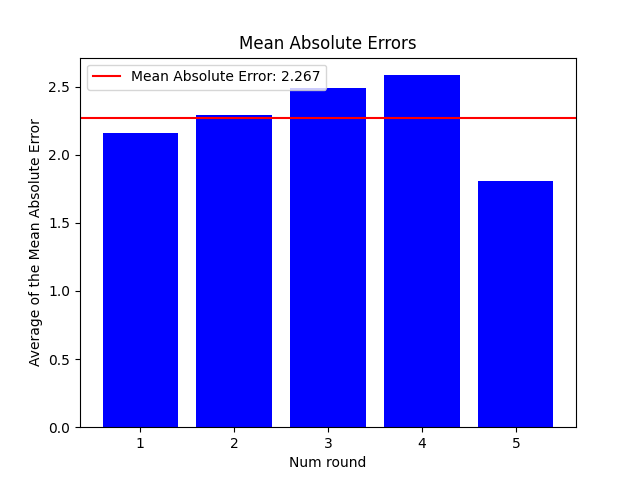 Mean Absolute Errors
Mean Absolute Error: 2.267
Average of the Mean Absolute Error
2.5
2.0
1.5
1.0
0.5
0.0
1 2 3 4 5
Num round